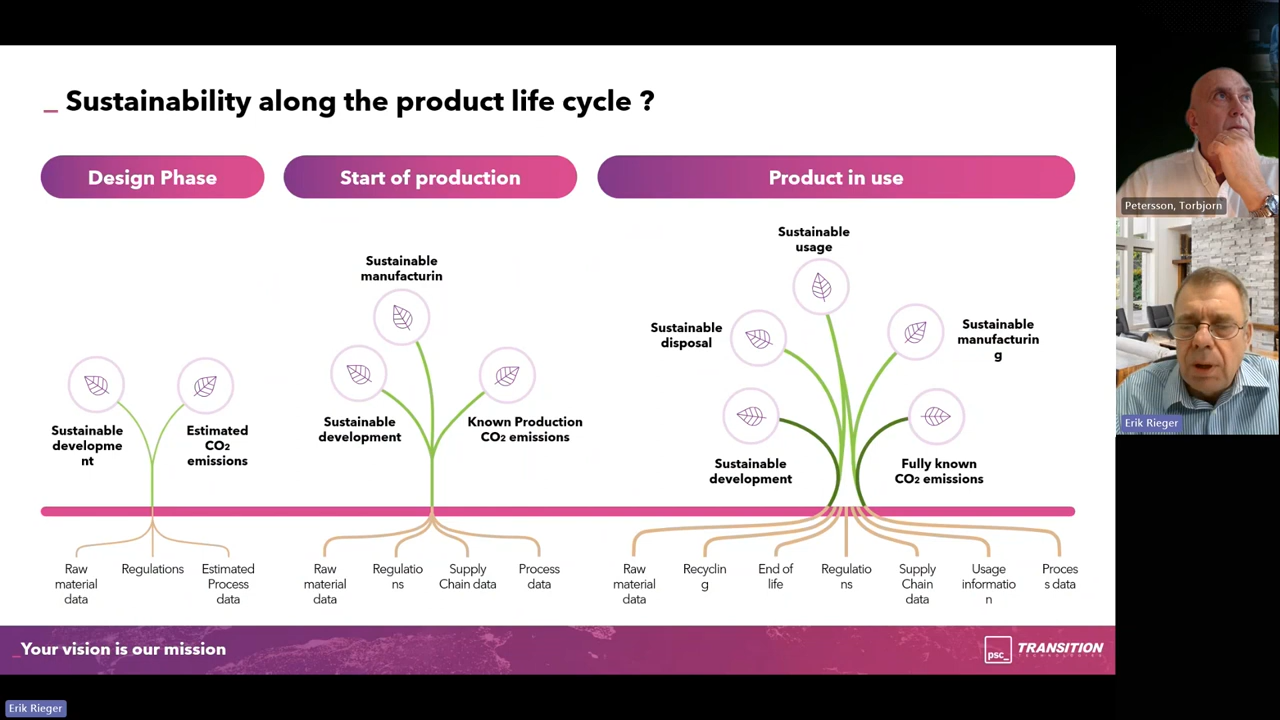 _ Sustainability along the product life cycle ?
Design Phase
Start of production
Product in use
Sustainable
developme
nt
Estimated
CO2
emissions
Raw
material
data
Regulations
Estimated
Process
data
Sustainable
manufacturin
Sustainable
development
Known Production
CO2 emissions
Raw
material
data
Regulatio
ns
Supply
Chain data
Process
data
Sustainable
usage
Sustainable
disposal
Sustainable
manufacturin
g
Sustainable
development
Fully known
CO2 emissions
Raw
material
data
Recyclin
g
End of
life
Regulatio
ns
Supply
Chain
data
Usage
informatio
n
Proces
s data
_Your vision is our mission
psc_
TRANSITION
TECHNOLOGIES
Petersson, Torbjorn
Erik Rieger
Erik Rieger